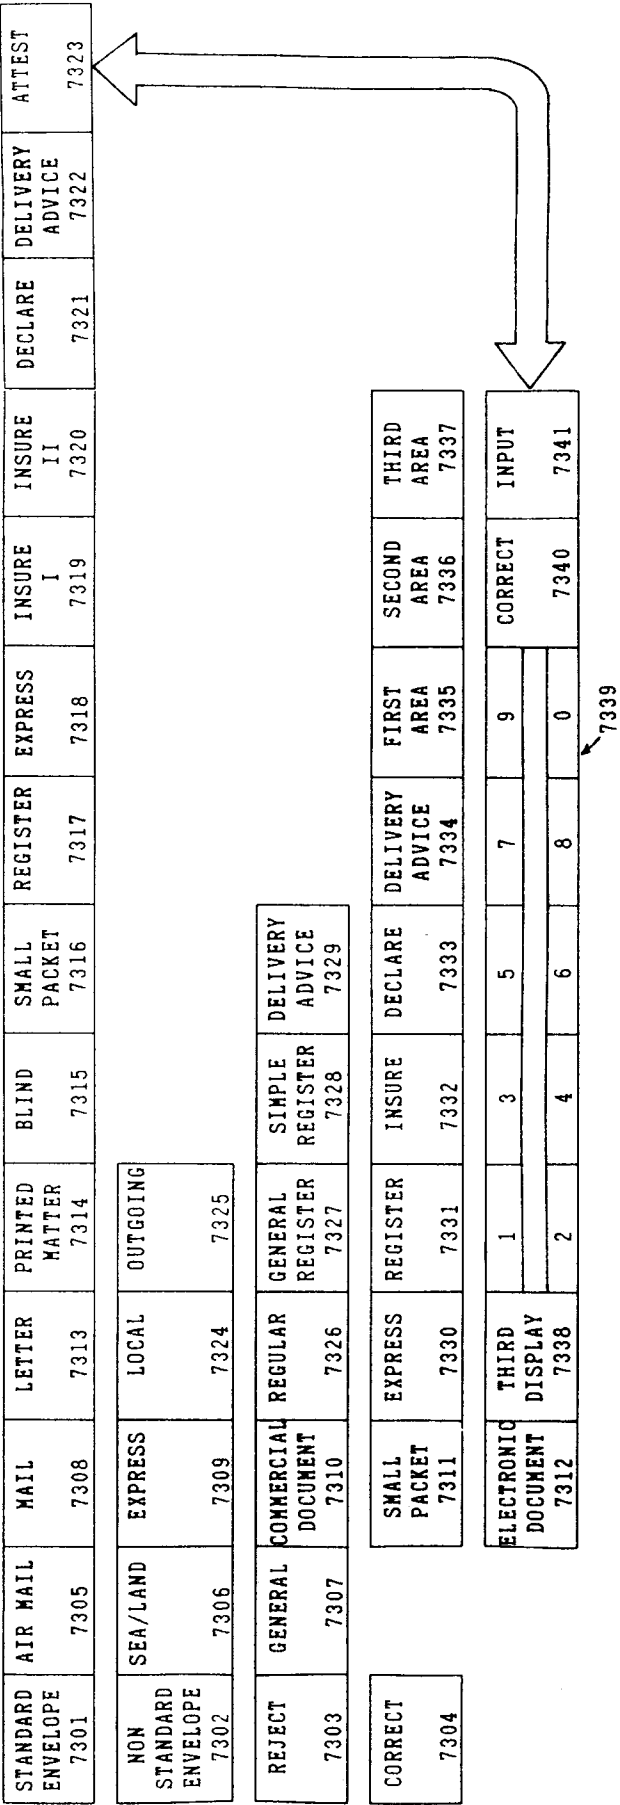 STANDARD
ENVELOPE
7301
AIR MAIL
7305
MAIL
7308
LETTER
7313
PRINTED
MATTER
7314
BLIND
7315
SMALL
PACKET
7316
REGISTER
7317
EXPRESS
7318
INSURE
I
7319
INSURE
II
7320
DECLARE
7321
DELIVERY
ADVICE
7322
ATTEST
7323
NON
STANDARD
ENVELOPE
7302
SEA/LAND
7306
EXPRESS
7309
LOCAL
7324
OUTGOING
7325
REJECT
7303
GENERAL
7307
COMMERCIAL
DOCUMENT
7310
REGULAR
7326
GENERAL
REGISTER
7327
SIMPLE
REGISTER
7328
DELIVERY
ADVICE
7329
CORRECT
7304
SMALL
PACKET
7311
EXPRESS
7330
REGISTER
7331
INSURE
7332
DECLARE
7333
DELIVERY
ADVICE
7334
FIRST
AREA
7335
SECOND
AREA
7336
THIRD
AREA
7337
ELECTRONIC
DOCUMENT
7312
THIRD
DISPLAY
7338
1
3
5
7
9
2
4
6
8
0
CORRECT
7340
INPUT
7341
7339